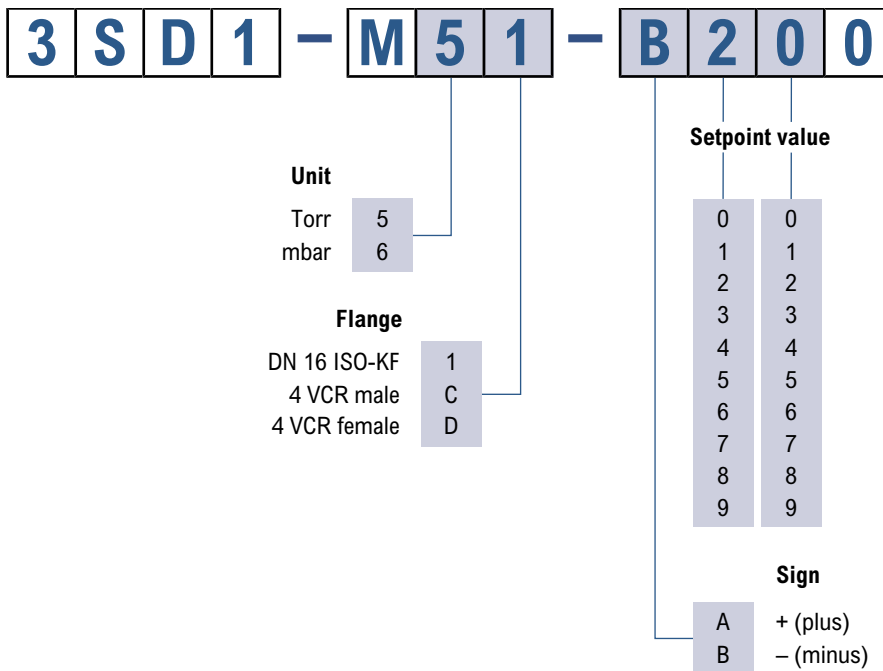 3SD1 – M51 – B200
Setpoint value
Unit
Torr 5
mbar 6
Flange
DN 16 ISO-KF 1
4 VCR male C
4 VCR female D
0 0
1 1
2 2
3 3
4 4
5 5
6 6
7 7
8 8
9 9
Sign
A + (plus)
B – (minus)